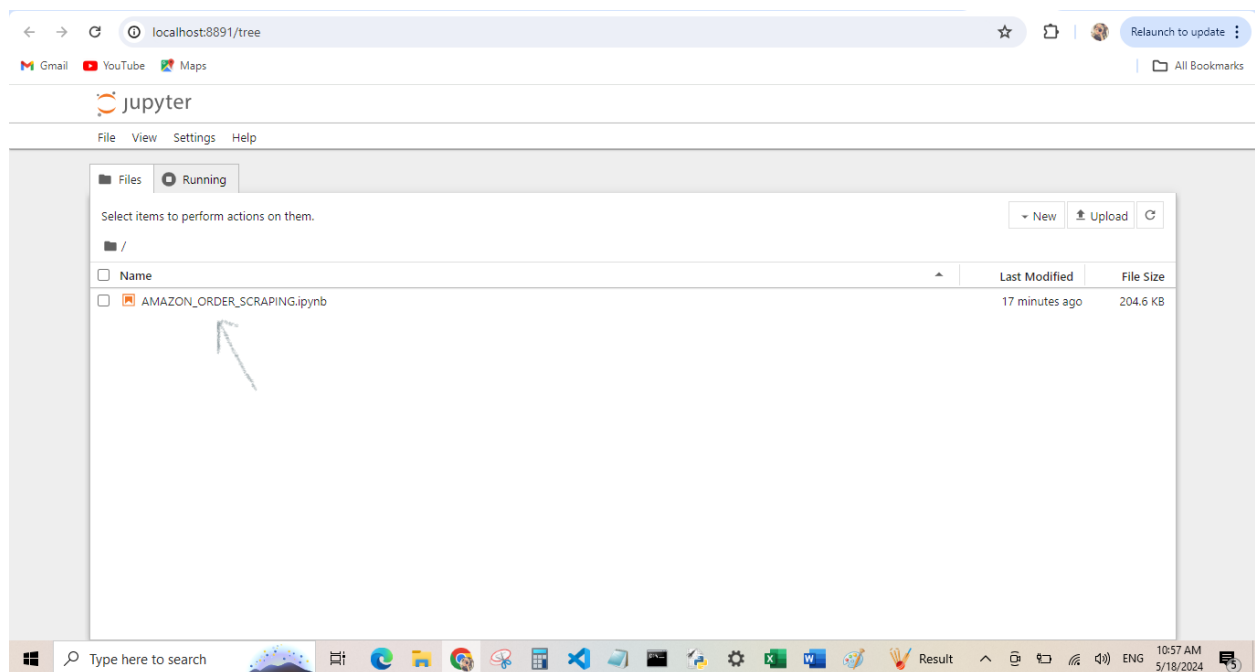 localhost:8891/tree
Relaunch to update
Gmail YouTube Maps
All Bookmarks
jupyter
File View Settings Help
Files Running
Select items to perform actions on them.
New Upload
/
Name Last Modified File Size
AMAZON_ORDER_SCRAPING.ipynb 17 minutes ago 204.6 KB
Type here to search Result ENG 10:57 AM
5/18/2024